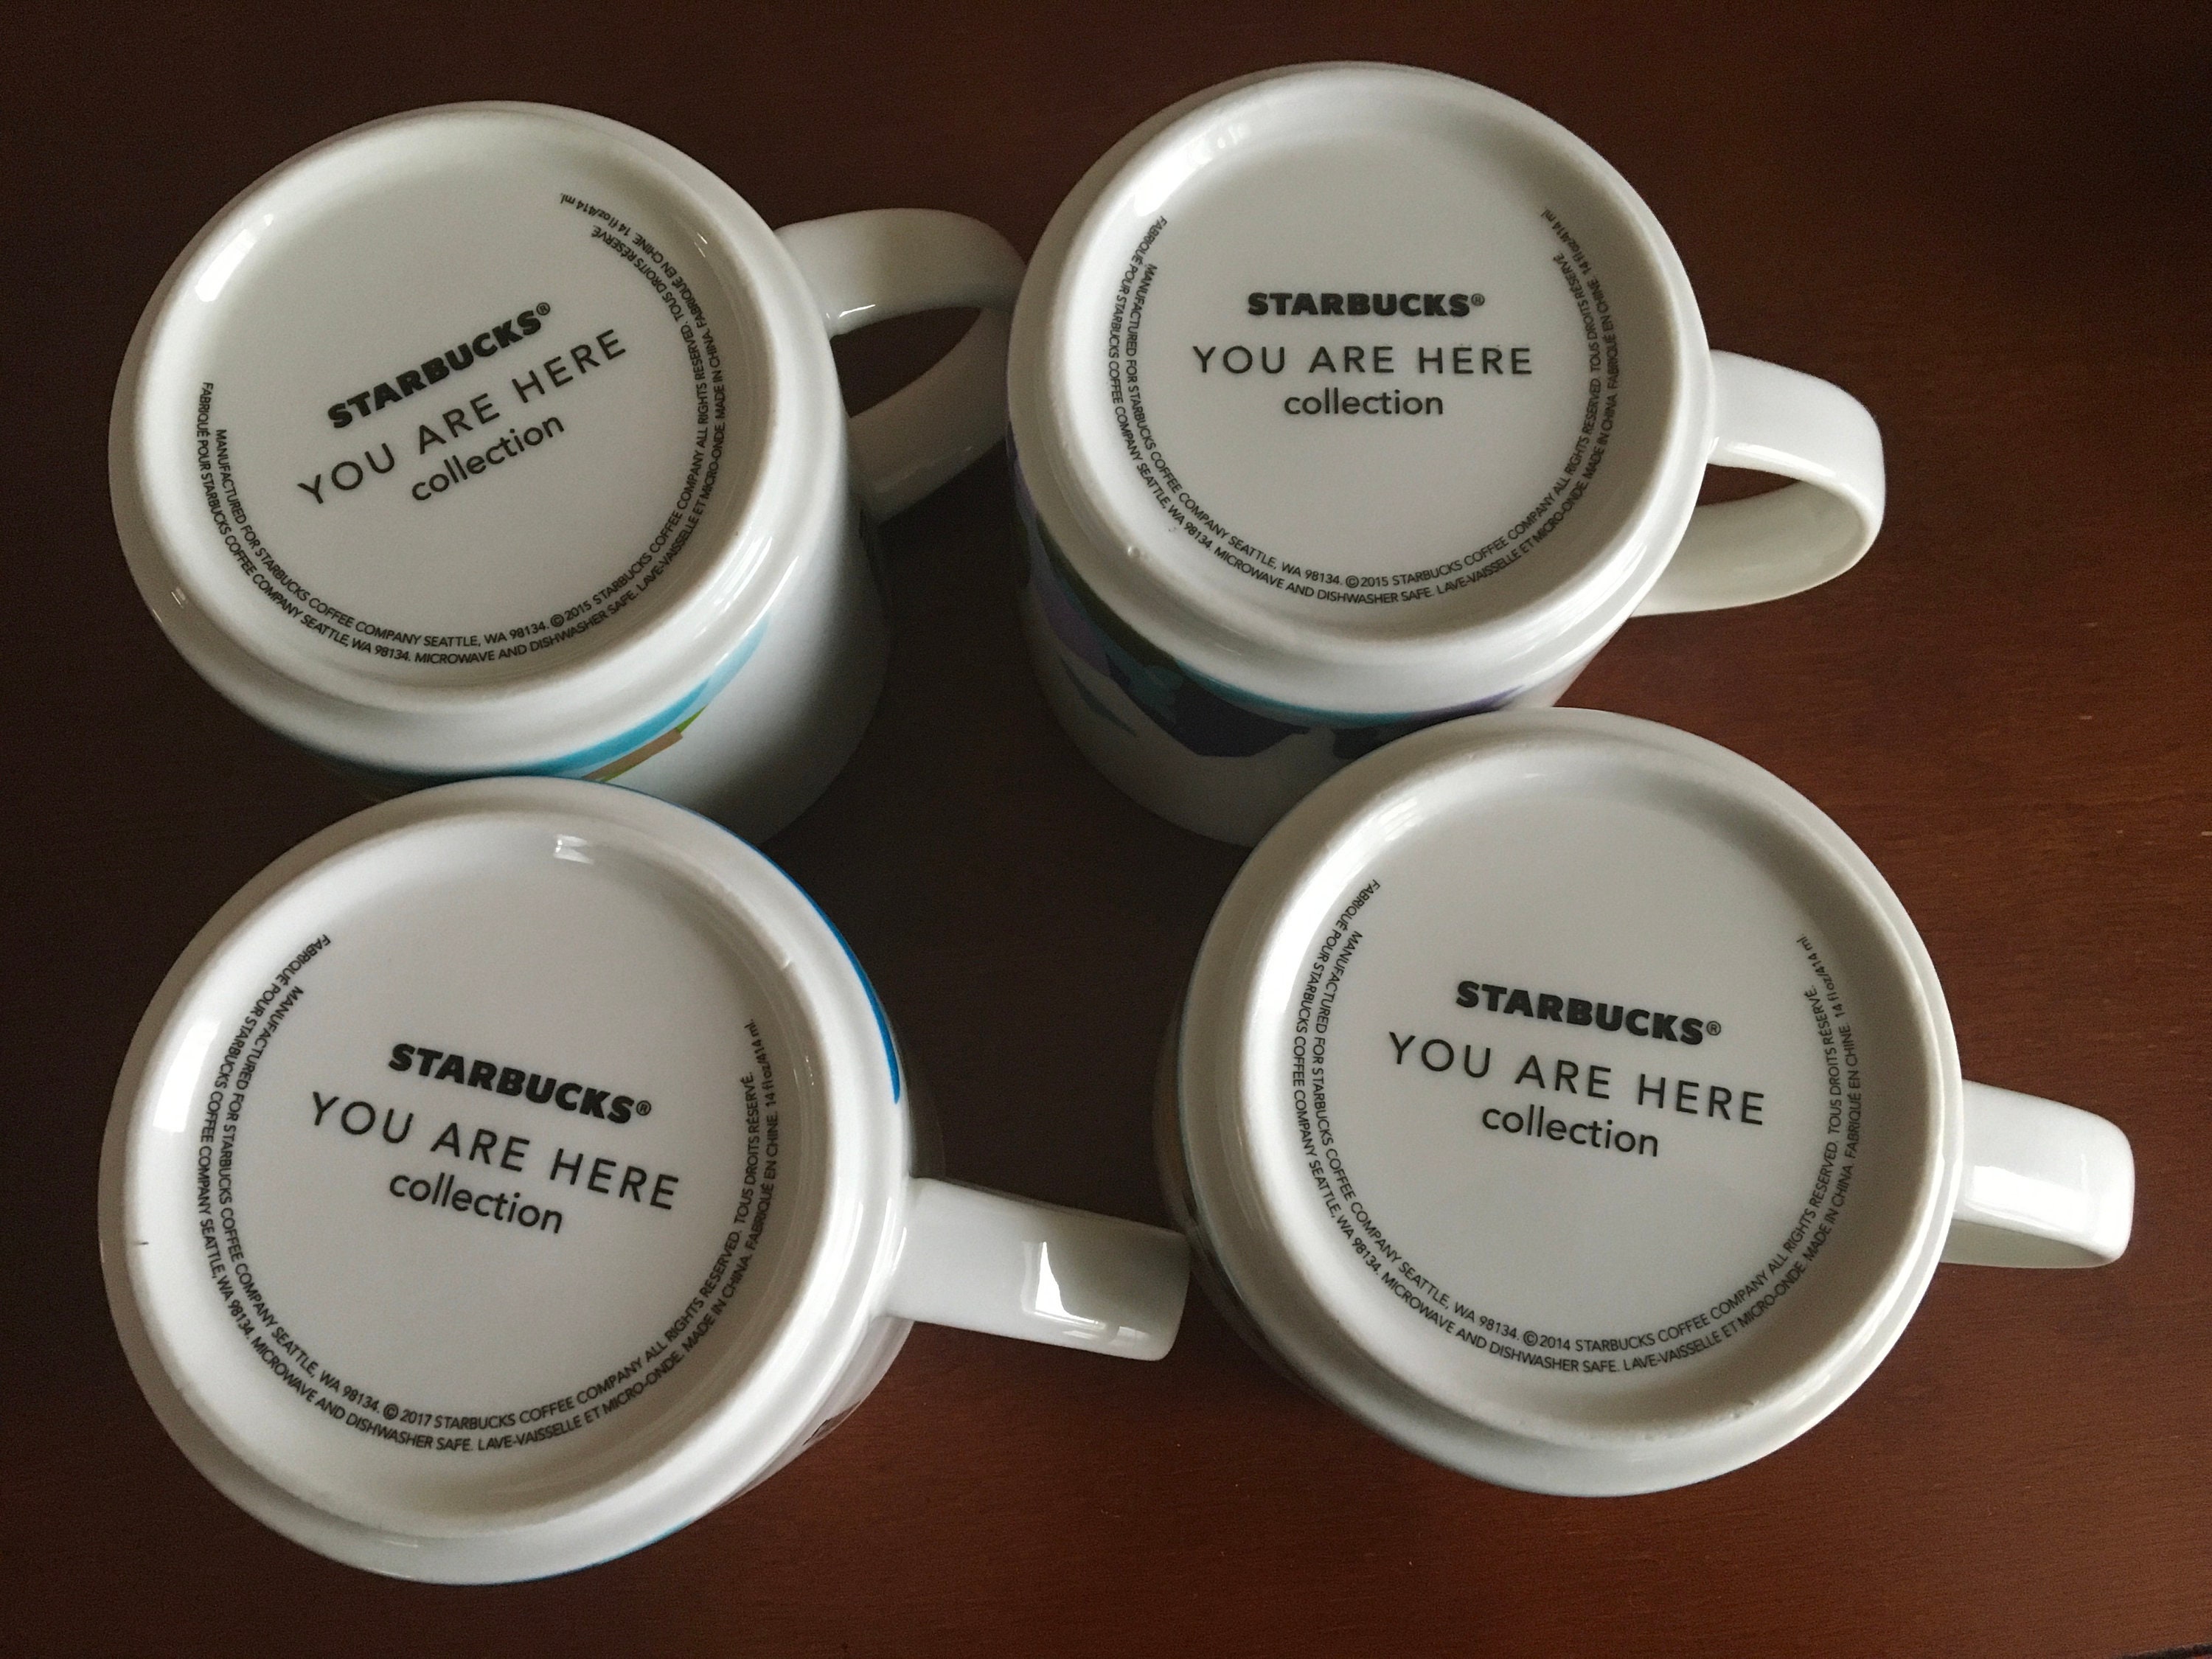 STARBUCKS®
YOU ARE HERE
collection
MANUFACTURED FOR STARBUCKS COFFEE COMPANY SEATTLE, WA 98134. ©2015 STARBUCKS COFFEE COMPANY ALL RIGHTS RESERVED. TOUS DROITS RÉSERVÉ.
FABRIQUÉ POUR STARBUCKS COFFEE COMPANY SEATTLE, WA 98134. MICROWAVE AND DISHWASHER SAFE. LAVE-VAISSELLE ET MICRO-ONDE. MADE IN CHINA. FABRIQUÉ EN CHINE. 14 fl oz/414 ml.
STARBUCKS®
YOU ARE HERE
collection
MANUFACTURED FOR STARBUCKS COFFEE COMPANY SEATTLE, WA 98134. ©2015 STARBUCKS COFFEE COMPANY ALL RIGHTS RESERVED. TOUS DROITS RÉSERVÉ.
FABRIQUÉ POUR STARBUCKS COFFEE COMPANY SEATTLE, WA 98134. MICROWAVE AND DISHWASHER SAFE. LAVE-VAISSELLE ET MICRO-ONDE. MADE IN CHINA. FABRIQUÉ EN CHINE. 14 fl oz/414 ml.
STARBUCKS®
YOU ARE HERE
collection
MANUFACTURED FOR STARBUCKS COFFEE COMPANY SEATTLE, WA 98134. © 2017 STARBUCKS COFFEE COMPANY ALL RIGHTS RESERVED. TOUS DROITS RÉSERVÉ.
FABRIQUÉ POUR STARBUCKS COFFEE COMPANY SEATTLE, WA 98134. MICROWAVE AND DISHWASHER SAFE. LAVE-VAISSELLE ET MICRO-ONDE. MADE IN CHINA. FABRIQUÉ EN CHINE. 14 fl oz/414 ml.
STARBUCKS®
YOU ARE HERE
collection
MANUFACTURED FOR STARBUCKS COFFEE COMPANY SEATTLE, WA 98134. ©2014 STARBUCKS COFFEE COMPANY ALL RIGHTS RESERVED. TOUS DROITS RÉSERVÉ.
FABRIQUÉ POUR STARBUCKS COFFEE COMPANY SEATTLE, WA 98134. MICROWAVE AND DISHWASHER SAFE. LAVE-VAISSELLE ET MICRO-ONDE. MADE IN CHINA. FABRIQUÉ EN CHINE. 14 fl oz/414 ml.